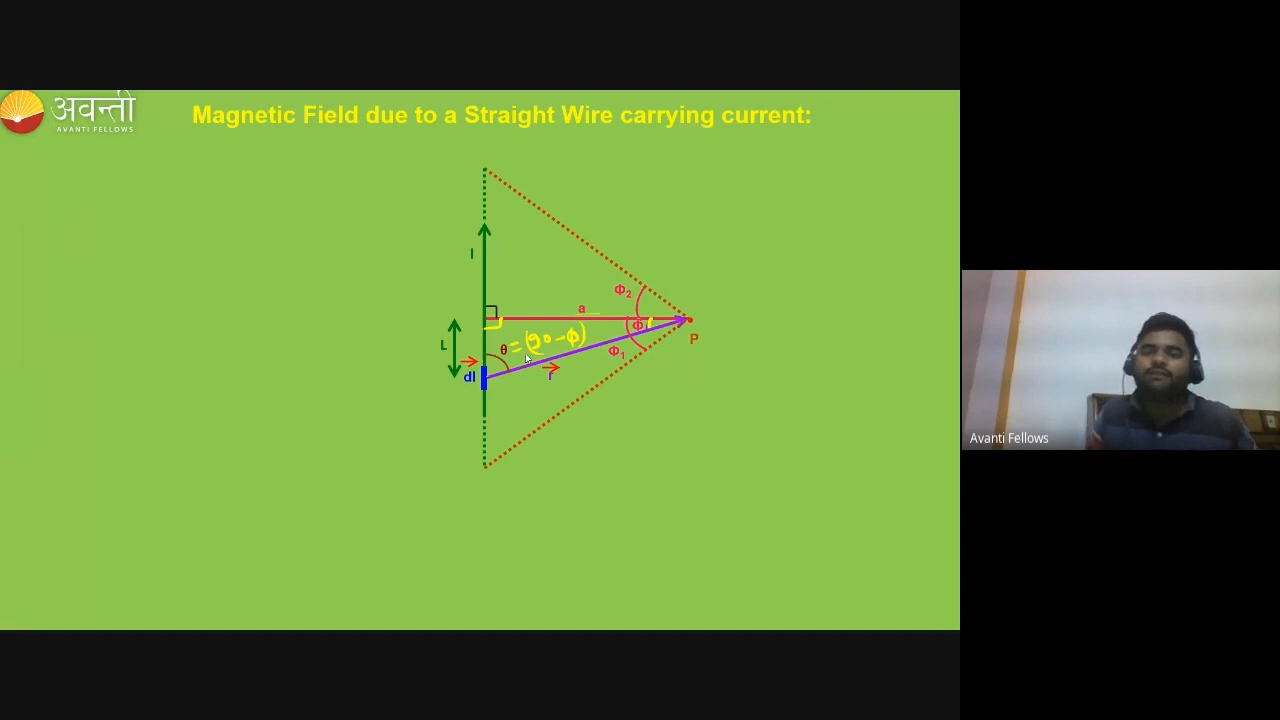 अवन्ती
AVANTI FELLOWS
Magnetic Field due to a Straight Wire carrying current:
I
Φ₂
a
Φ
L
θ = (90-Φ)
P
Φ₁
dl
r
Avanti Fellows